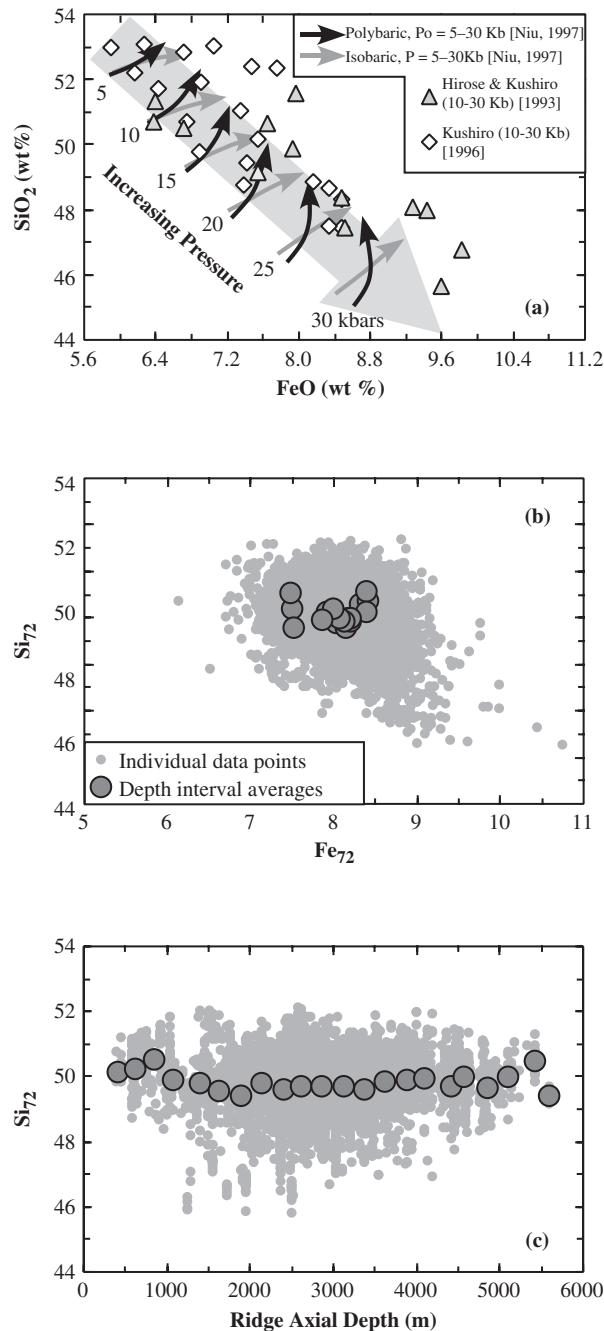 54
52
50
48
46
44
SiO2 (wt%)
Polybaric, Po = 5–30 Kb [Niu, 1997]
Isobaric, P = 5–30Kb [Niu, 1997]
Hirose & Kushiro
(10-30 Kb) [1993]
Kushiro (10-30 Kb)
[1996]
5
10
15
20
25
30 kbars
Increasing Pressure
(a)
5.6 6.4 7.2 8.0 8.8 9.6 10.4 11.2
FeO (wt %)
54
52
50
48
46
44
Si72
(b)
Individual data points
Depth interval averages
5 6 7 8 9 10 11
Fe72
54
52
50
48
46
44
Si72
(c)
0 1000 2000 3000 4000 5000 6000
Ridge Axial Depth (m)